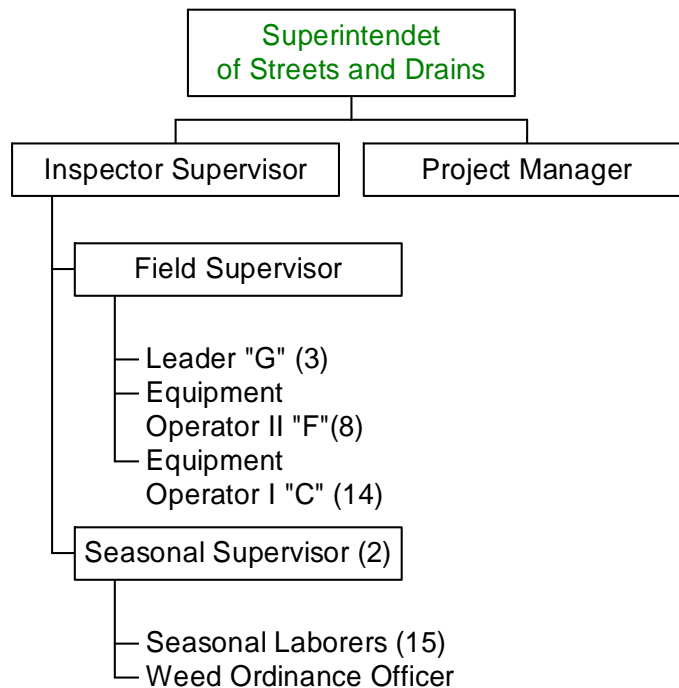 Superintendet
of Streets and Drains
Inspector Supervisor
Project Manager
Field Supervisor
Leader "G" (3)
Equipment
Operator II "F"(8)
Equipment
Operator I "C" (14)
Seasonal Supervisor (2)
Seasonal Laborers (15)
Weed Ordinance Officer